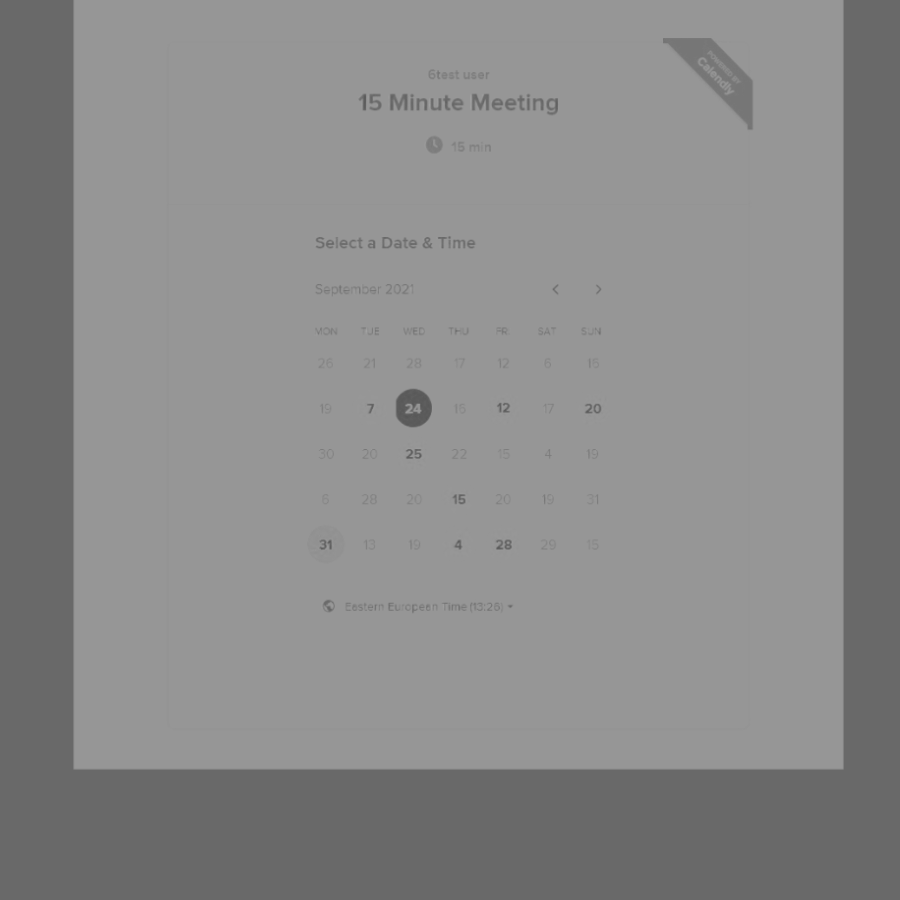 POWERED BY
Calendly
6test user
15 Minute Meeting
15 min
Select a Date & Time
September 2021
MON TUE WED THU FRI SAT SUN
26 21 28 17 12 6 15
19 7 24 15 12 17 20
30 20 25 22 15 4 19
6 28 20 15 20 19 31
31 13 19 4 28 29 15
Eastern European Time (13:26)